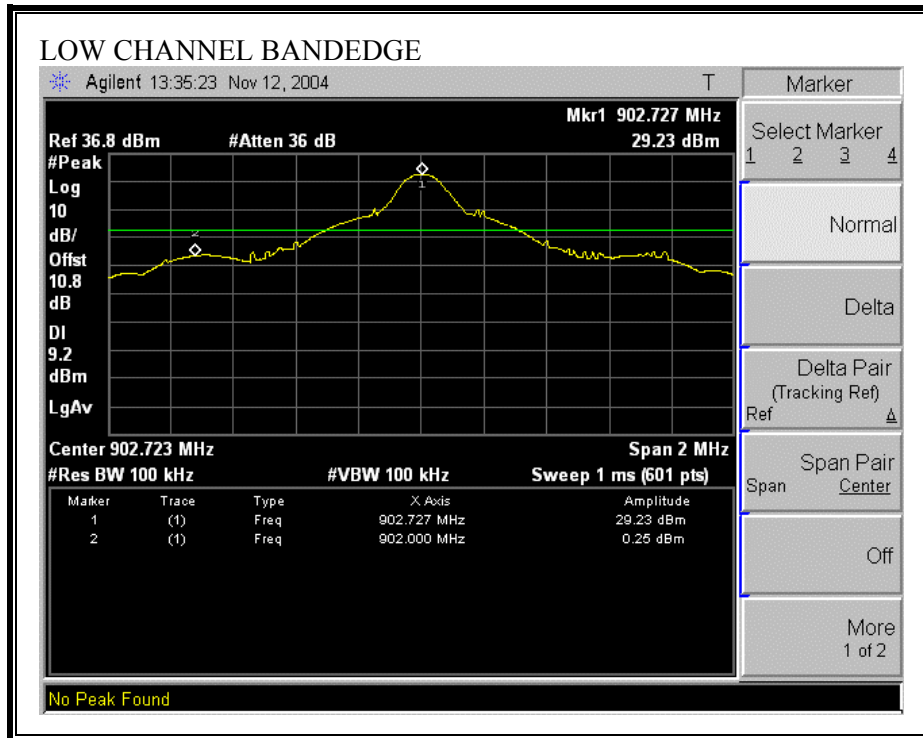 LOW CHANNEL BANDEDGE
Agilent 13:35:23 Nov 12, 2004 T
Mkr1 902.727 MHz
Ref 36.8 dBm #Atten 36 dB 29.23 dBm
#Peak
Log
10
dB/
Offst
10.8
dB
DI
9.2
dBm
LgAv
1
2
Center 902.723 MHz Span 2 MHz
#Res BW 100 kHz #VBW 100 kHz Sweep 1 ms (601 pts)
Marker Trace Type X Axis Amplitude
1 (1) Freq 902.727 MHz 29.23 dBm
2 (1) Freq 902.000 MHz 0.25 dBm
No Peak Found
Marker
Select Marker
1 2 3 4
Normal
Delta
Delta Pair
(Tracking Ref)
Ref Δ
Span Pair
Span Center
Off
More
1 of 2